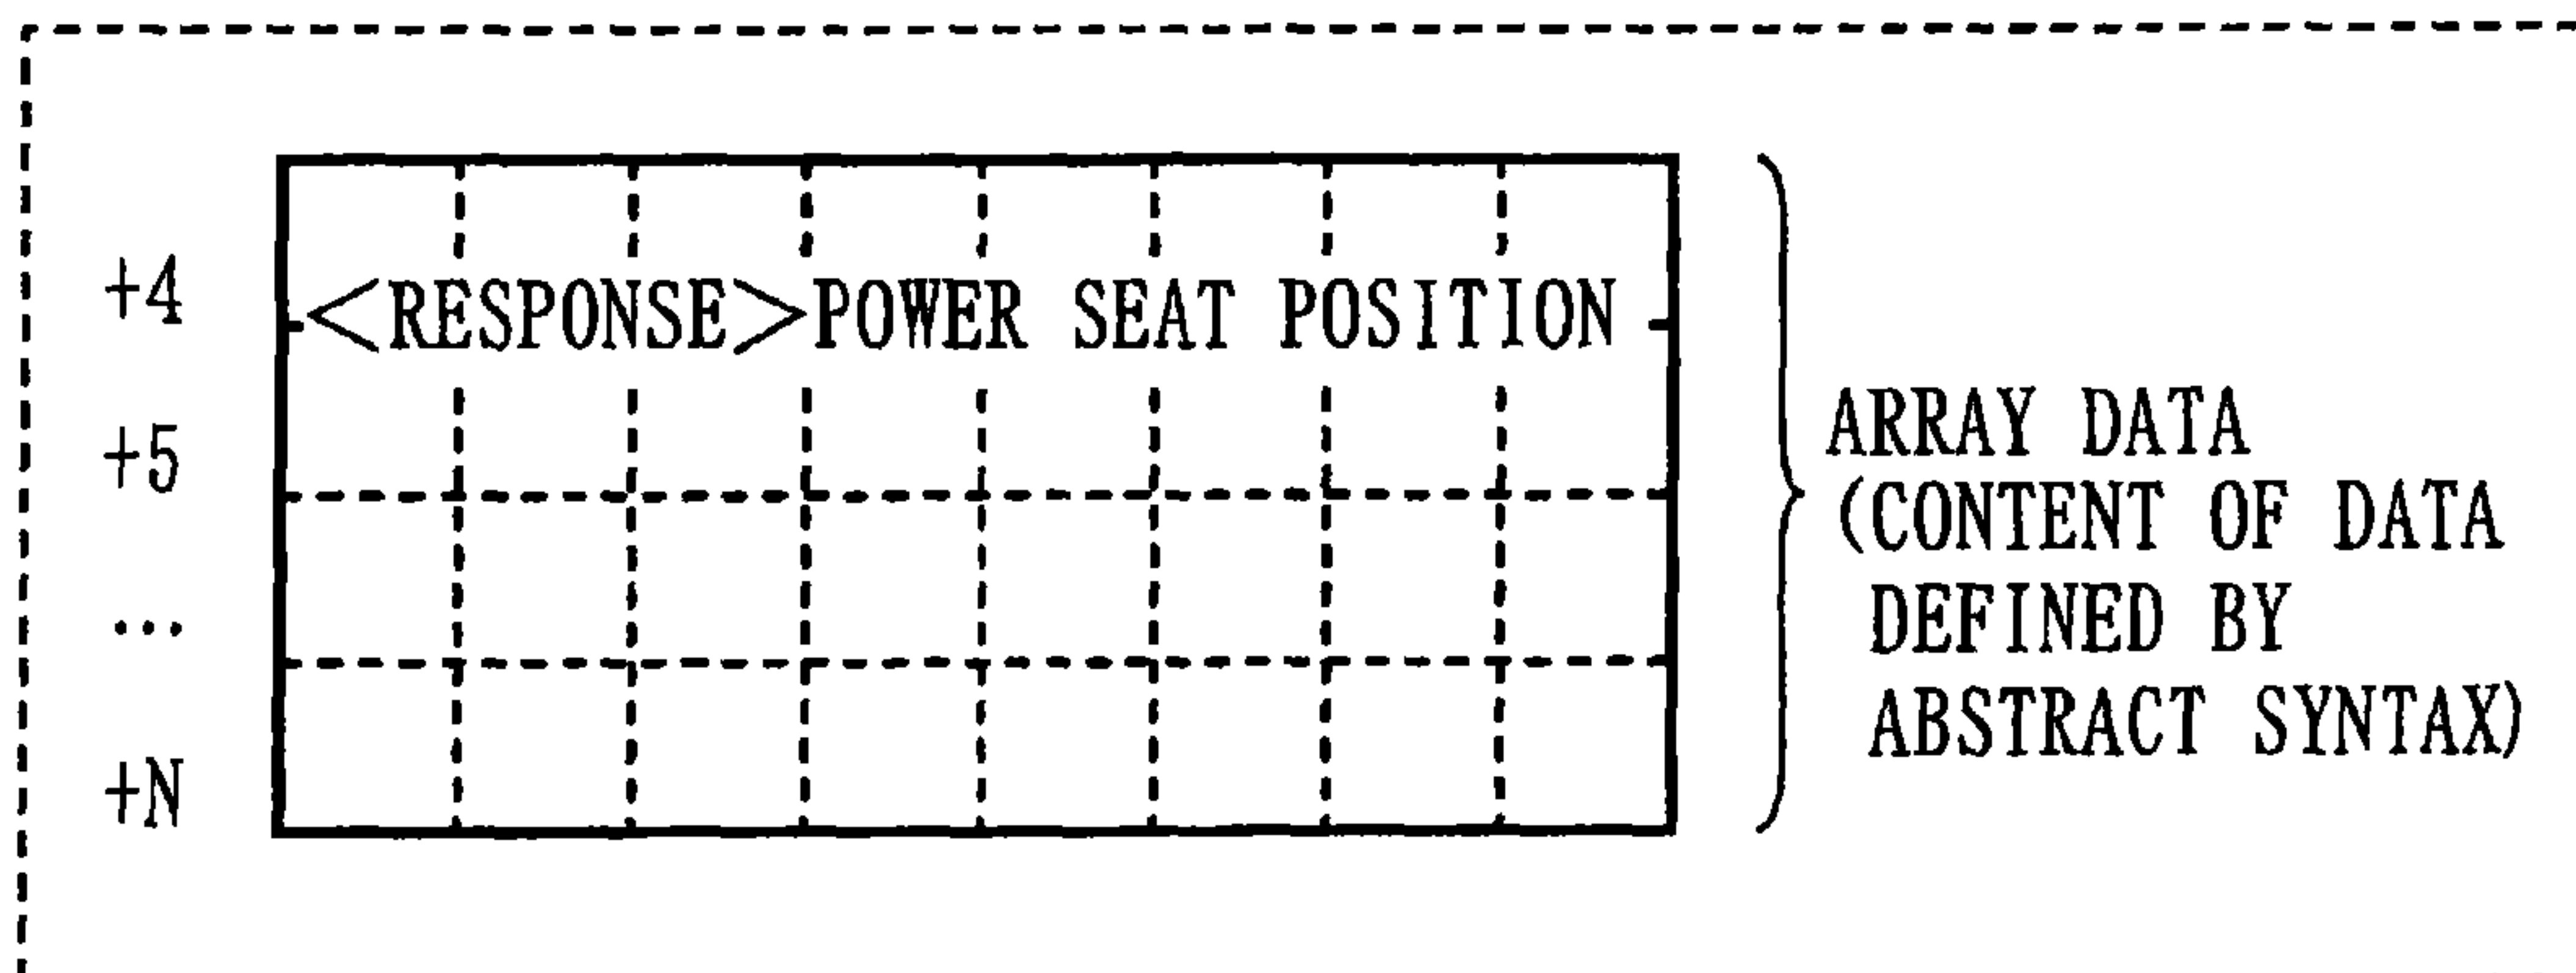 +4
<RESPONSE>POWER SEAT POSITION
+5
...
+N
ARRAY DATA
(CONTENT OF DATA
DEFINED BY
ABSTRACT SYNTAX)